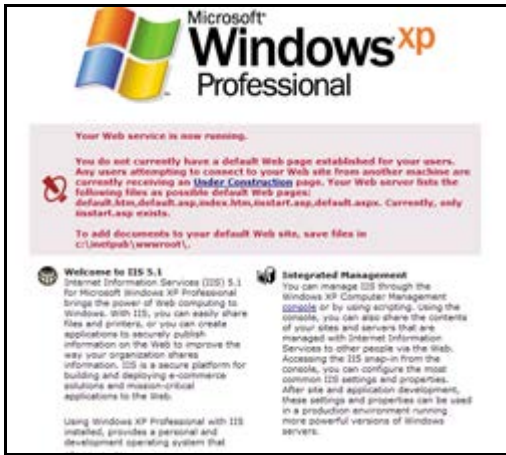 Microsoft
Windows xp
Professional
Your Web service is now running.
You do not currently have a default Web page established for your users.
Any users attempting to connect to your Web site from another machine are
currently receiving an Under Construction page. Your Web server lists the
following files as possible default Web pages:
default.htm,default.asp,index.htm,iisstart.asp,default.aspx. Currently, only
iisstart.asp exists.
To add documents to your default Web site, save files in
c:\inetpub\wwwroot\.
Welcome to IIS 5.1
Internet Information Services (IIS) 5.1
for Microsoft Windows XP Professional
brings the power of Web computing to
Windows. With IIS, you can easily share
files and printers, or you can create
applications to securely publish
information on the Web to improve the
way your organization shares
information. IIS is a secure platform for
building and deploying e-commerce
solutions and mission-critical
applications to the Web.
Using Windows XP Professional with IIS
installed, provides a personal and
development operating system that
Integrated Management
You can manage IIS through the
Windows XP Computer Management
console or by using scripting. Using the
console, you can also share the contents
of your sites and servers that are
managed with Internet Information
Services to other people via the Web.
Accessing the IIS snap-in from the
console, you can configure the most
common IIS settings and properties.
After site and application development,
these settings and properties can be used
in a production environment running
more powerful versions of Windows
servers.